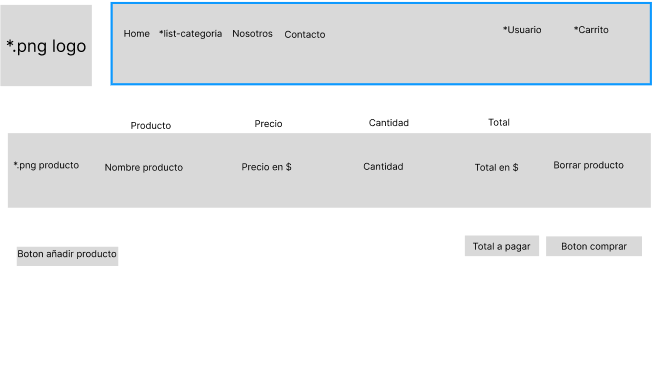 *.png logo
Home *list-categoria Nosotros Contacto *Usuario *Carrito
Producto Precio Cantidad Total
*.png producto Nombre producto Precio en $ Cantidad Total en $ Borrar producto
Boton añadir producto Total a pagar Boton comprar